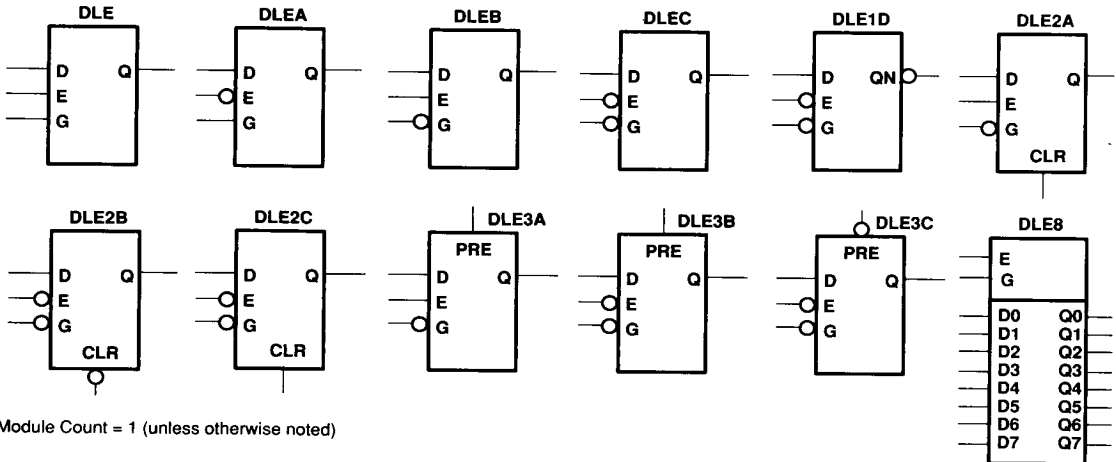 DLE
D Q
E
G
DLEA
D Q
E
G
DLEB
D Q
E
G
DLEC
D Q
E
G
DLE1D
D QN
E
G
DLE2A
D Q
E
G
CLR
DLE2B
D Q
E
G
CLR
DLE2C
D Q
E
G
CLR
DLE3A
PRE
D Q
E
G
DLE3B
PRE
D Q
E
G
DLE3C
PRE
D Q
E
G
DLE8
E
G
D0 Q0
D1 Q1
D2 Q2
D3 Q3
D4 Q4
D5 Q5
D6 Q6
D7 Q7
Module Count = 1 (unless otherwise noted)